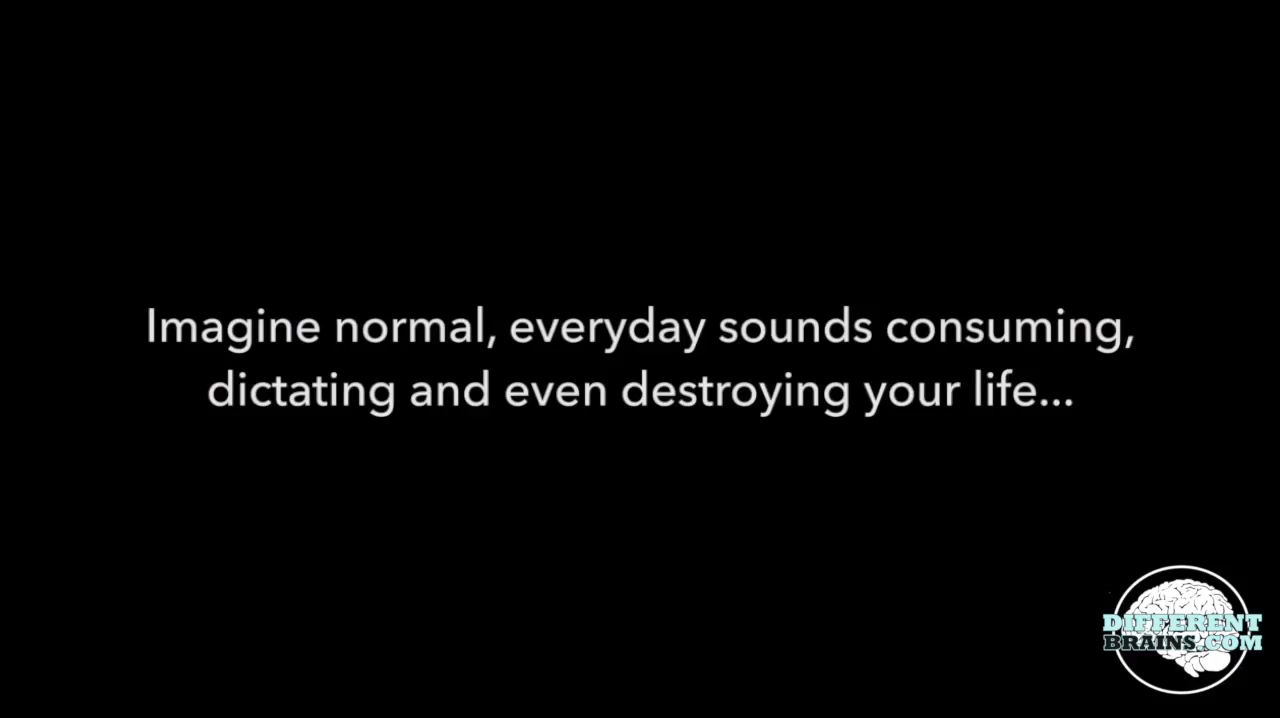 Imagine normal, everyday sounds consuming,
dictating and even destroying your life...
DIFFERENT
BRAINS.COM